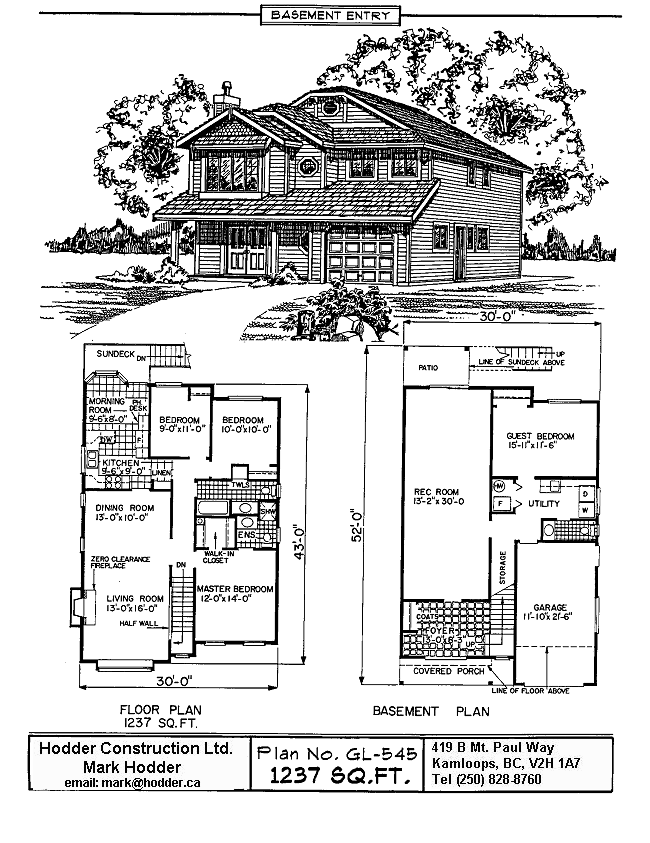 BASEMENT ENTRY
SUNDECK DN
MORNING
ROOM
9'-6"x8'-0"
PH.
DESK
BEDROOM
9'-0"x11'-0"
BEDROOM
10'-0"x10'-0"
DW
F
KITCHEN
9'-6"x9'-0"
LINEN
TWLS
DINING ROOM
13'-0"x10'-0"
SHW
ENS.
WALK-IN
CLOSET
ZERO CLEARANCE
FIREPLACE
DN
LIVING ROOM
13'-0"x16'-0"
HALF WALL
MASTER BEDROOM
12'-0"x14'-0"
43'-0"
30'-0"
FLOOR PLAN
1237 SQ.FT.
30'-0"
PATIO
UP
LINE OF SUNDECK ABOVE
GUEST BEDROOM
15'-11"x11'-6"
REC ROOM
13'-2"x30'-0
HW
F
UTILITY
D
W
52'-0"
STORAGE
COATS
FOYER
13'-0"x8'-3"
UP
GARAGE
11'-10"x21'-6"
COVERED PORCH
LINE OF FLOOR ABOVE
BASEMENT PLAN
Hodder Construction Ltd.
Mark Hodder
email: mark@hodder.ca
Plan No. GL-545
1237 SQ.FT.
419 B Mt. Paul Way
Kamloops, BC, V2H 1A7
Tel (250) 828-8760